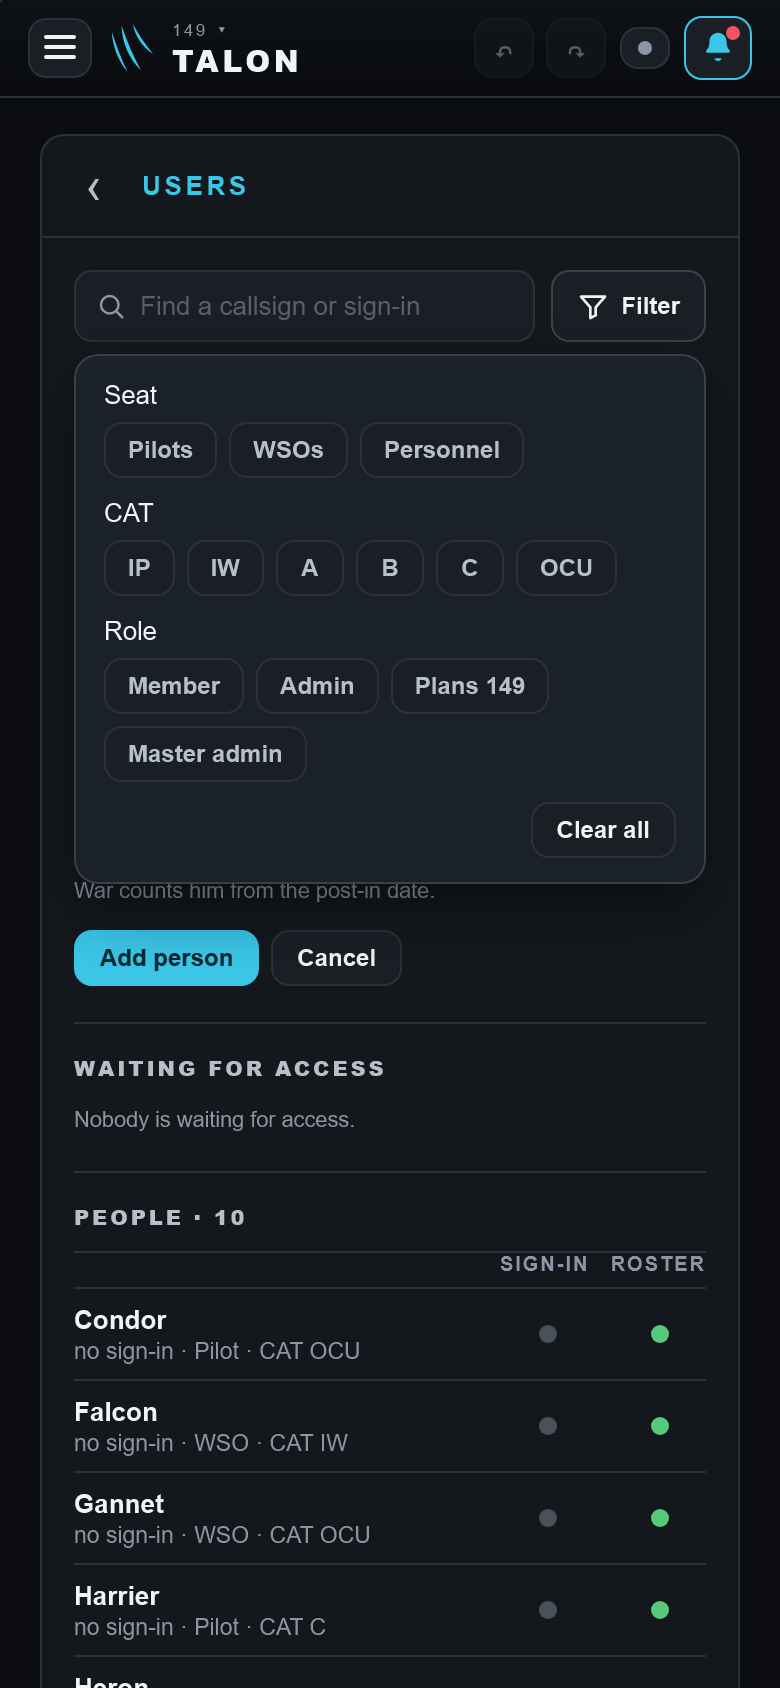 149 ▾
TALON
USERS
Find a callsign or sign-in
Filter
Seat
Pilots WSOs Personnel
CAT
IP IW A B C OCU
Role
Member Admin Plans 149
Master admin
Clear all
War counts him from the post-in date.
Add person Cancel
WAITING FOR ACCESS
Nobody is waiting for access.
PEOPLE · 10
SIGN-IN ROSTER
Condor
no sign-in · Pilot · CAT OCU
Falcon
no sign-in · WSO · CAT IW
Gannet
no sign-in · WSO · CAT OCU
Harrier
no sign-in · Pilot · CAT C
Heron